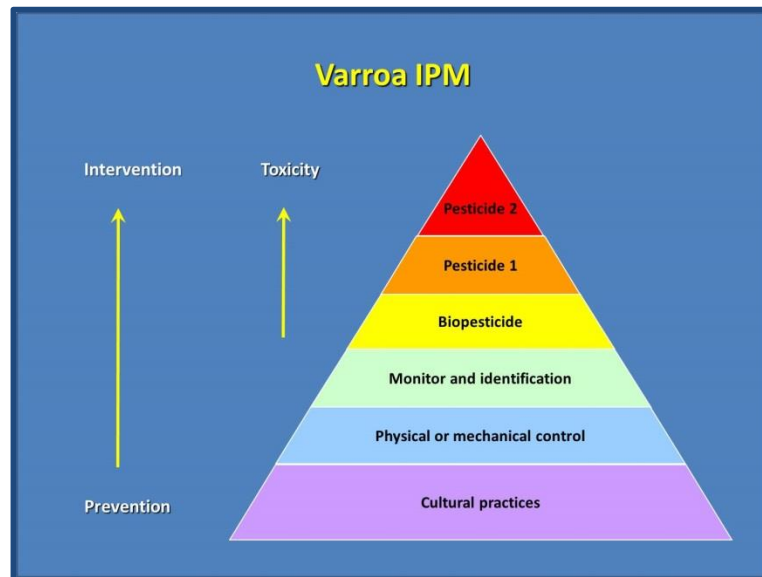 Varroa IPM
Intervention
Toxicity
Prevention
Pesticide 2
Pesticide 1
Biopesticide
Monitor and identification
Physical or mechanical control
Cultural practices